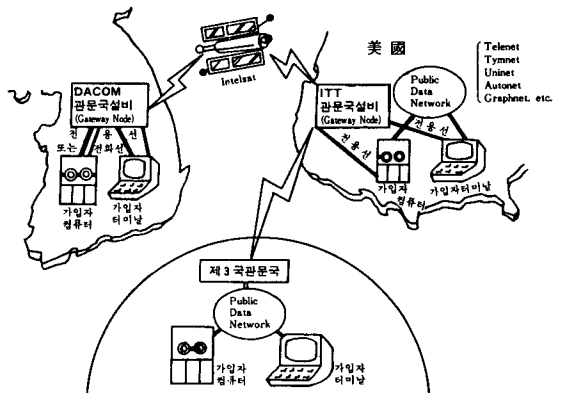 Intelsat
美國
Telenet
Tymnet
Uninet
Autonet
Graphnet. etc.
DACOM
관문국설비
(Gateway Node)
전 용 선
또는 전화선
가입자
컴퓨터
가입자
터미날
ITT
관문국설비
(Gateway Node)
Public
Data
Network
전용선
전용선
가입자
컴퓨터
가입자터미날
제3국관문국
Public
Data
Network
가입자
컴퓨터
가입자
터미날